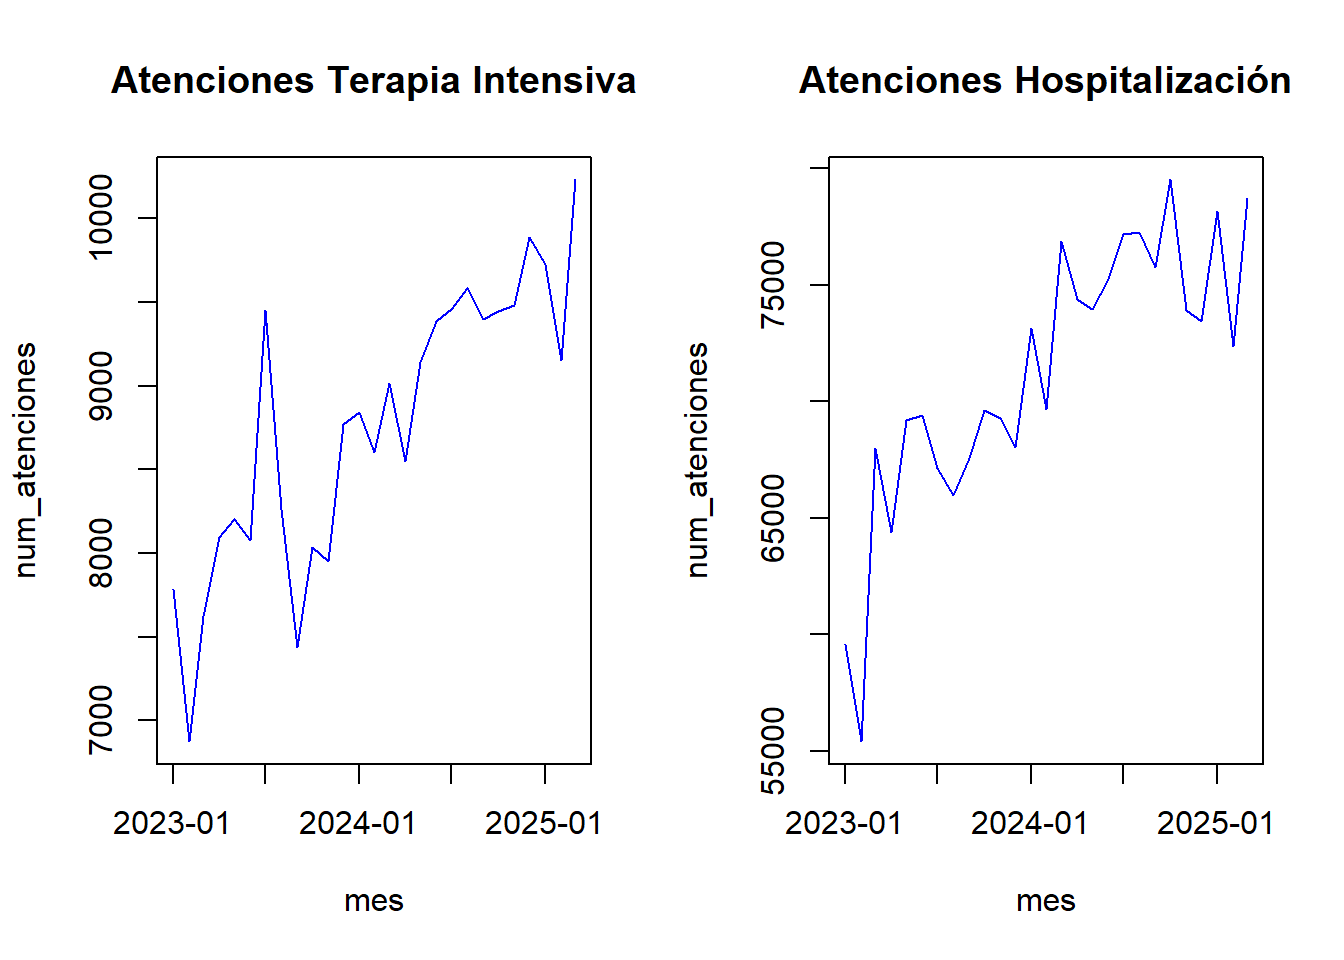 Atenciones Terapia Intensiva
num_atenciones
10000
9000
8000
7000
2023-01 2024-01 2025-01
mes
Atenciones Hospitalización
num_atenciones
75000
65000
55000
2023-01 2024-01 2025-01
mes